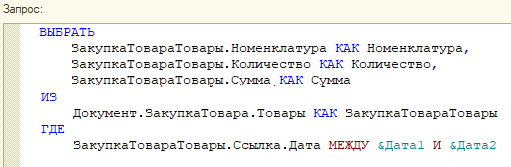 Запрос:
ВЫБРАТЬ
ЗакупкаТовараТовары.Номенклатура КАК Номенклатура,
ЗакупкаТовараТовары.Количество КАК Количество,
ЗакупкаТовараТовары.Сумма КАК Сумма
ИЗ
Документ.ЗакупкаТовара.Товары КАК ЗакупкаТовараТовары
ГДЕ
ЗакупкаТовараТовары.Ссылка.Дата МЕЖДУ &Дата1 И &Дата2